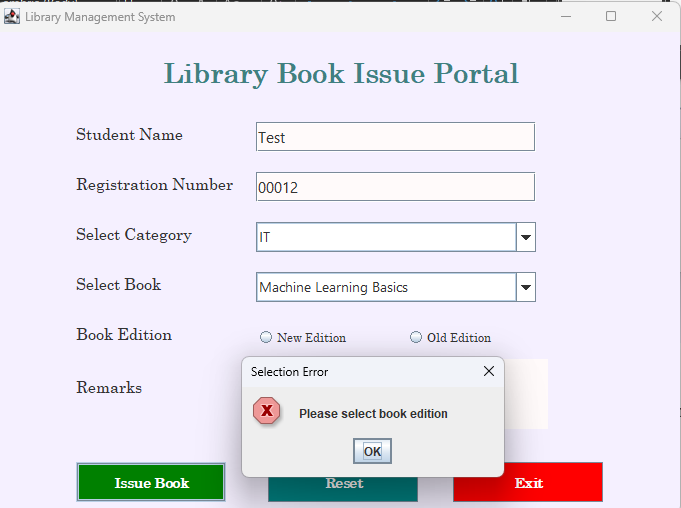 Library Management System
Library Book Issue Portal
Student Name
Test
Registration Number
00012
Select Category
IT
Select Book
Machine Learning Basics
Book Edition
New Edition
Old Edition
Remarks
Selection Error
Please select book edition
OK
Issue Book
Reset
Exit